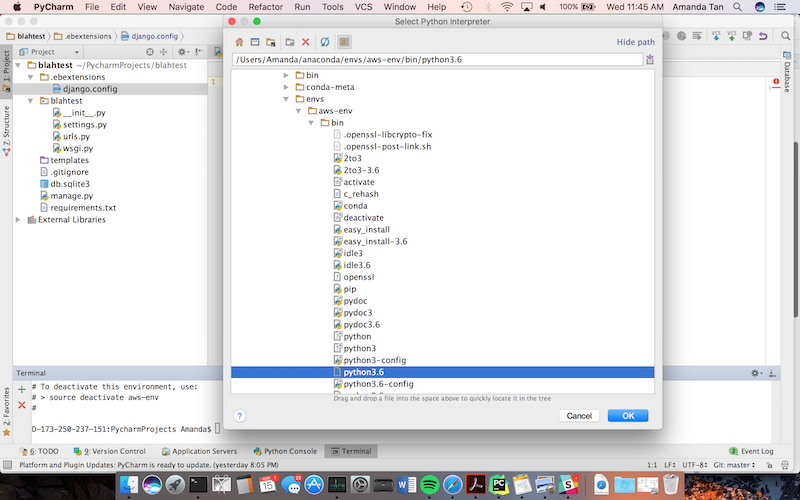 PyCharm File Edit View Navigate Code Refactor Run Tools VCS Window Help 100% Wed 11:45 AM Amanda Tan
Select Python Interpreter
blahtest .ebextensions django.config
Hide path
Project
/Users/Amanda/anaconda/envs/aws-env/bin/python3.6
1: Project
7: Structure
2: Favorites
Database
blahtest ~/PycharmProjects/blahtest
.ebextensions
django.config
blahtest
__init__.py
settings.py
urls.py
wsgi.py
templates
.gitignore
db.sqlite3
manage.py
requirements.txt
External Libraries
1
bin
conda-meta
envs
aws-env
bin
.openssl-libcrypto-fix
.openssl-post-link.sh
2to3
2to3-3.6
activate
c_rehash
conda
deactivate
easy_install
easy_install-3.6
idle3
idle3.6
openssl
pip
pydoc
pydoc3
pydoc3.6
python
python3
python3-config
python3.6
python3.6-config
Drag and drop a file into the space above to quickly locate it in the tree
? Cancel OK
Terminal
# To deactivate this environment, use:
# > source deactivate aws-env
#
D-173-250-237-151:PycharmProjects Amanda$
6: TODO 9: Version Control Application Servers Python Console Terminal Event Log
Platform and Plugin Updates: PyCharm is ready to update. (yesterday 8:05 PM) 1:1 LF÷ UTF-8÷ Git: master÷